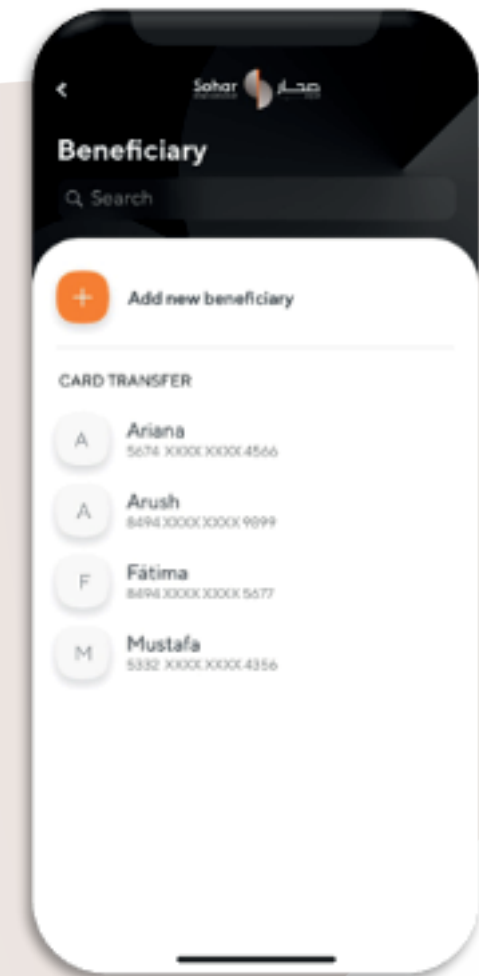 Sohar صحار
Beneficiary
Search
Add new beneficiary
CARD TRANSFER
A
Ariana
5674 XXXX XXXX 4566
A
Arush
8494 XXXX XXXX 9899
F
Fátima
8494 XXXX XXXX 5677
M
Mustafa
5332 XXXX XXXX 4356